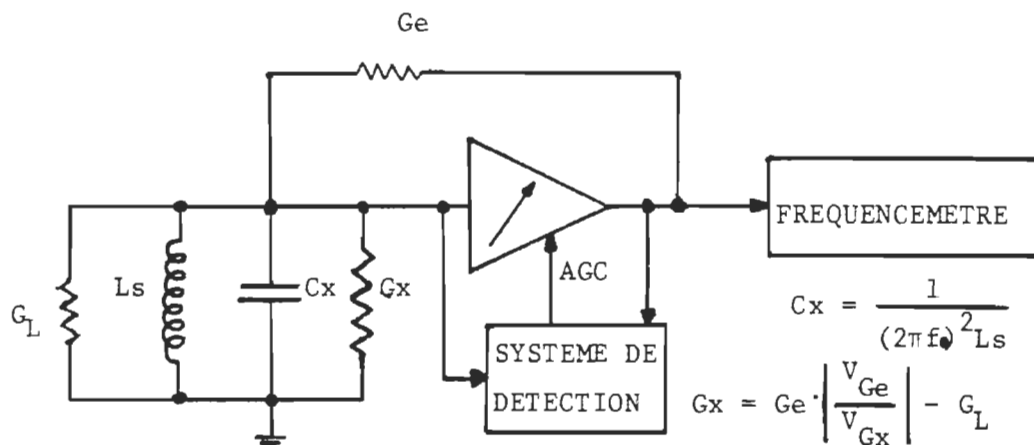 Ge
FREQUENCEMETRE
Ls
Cx
Gx
G_L
AGC
SYSTEME DE
DETECTION
Cx = 1 / (2πf₀)² Ls
Gx = Ge·|V_Ge / V_Gx| - G_L